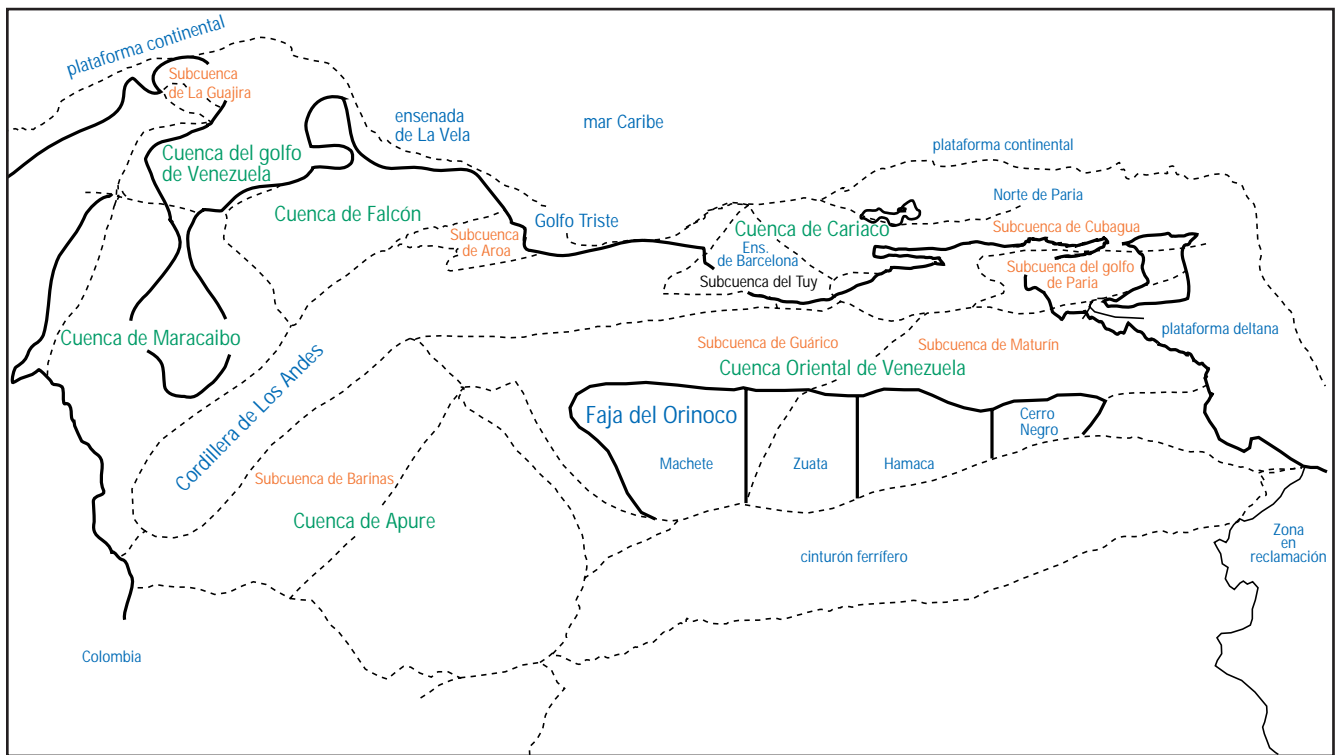 plataforma continental
Subcuenca
de La Guajira
ensenada
de La Vela
mar Caribe
plataforma continental
Cuenca del golfo
de Venezuela
Norte de Paria
Cuenca de Falcón
Golfo Triste
Cuenca de Cariaco
Subcuenca de Cubagua
Subcuenca
de Aroa
Ens.
de Barcelona
Subcuenca del golfo
de Paria
Subcuenca del Tuy
plataforma deltana
Cuenca de Maracaibo
Subcuenca de Guárico
Subcuenca de Maturín
Cuenca Oriental de Venezuela
Cordillera de Los Andes
Faja del Orinoco
Cerro
Negro
Machete
Zuata
Hamaca
Subcuenca de Barinas
Cuenca de Apure
cinturón ferrífero
Zona
en
reclamación
Colombia